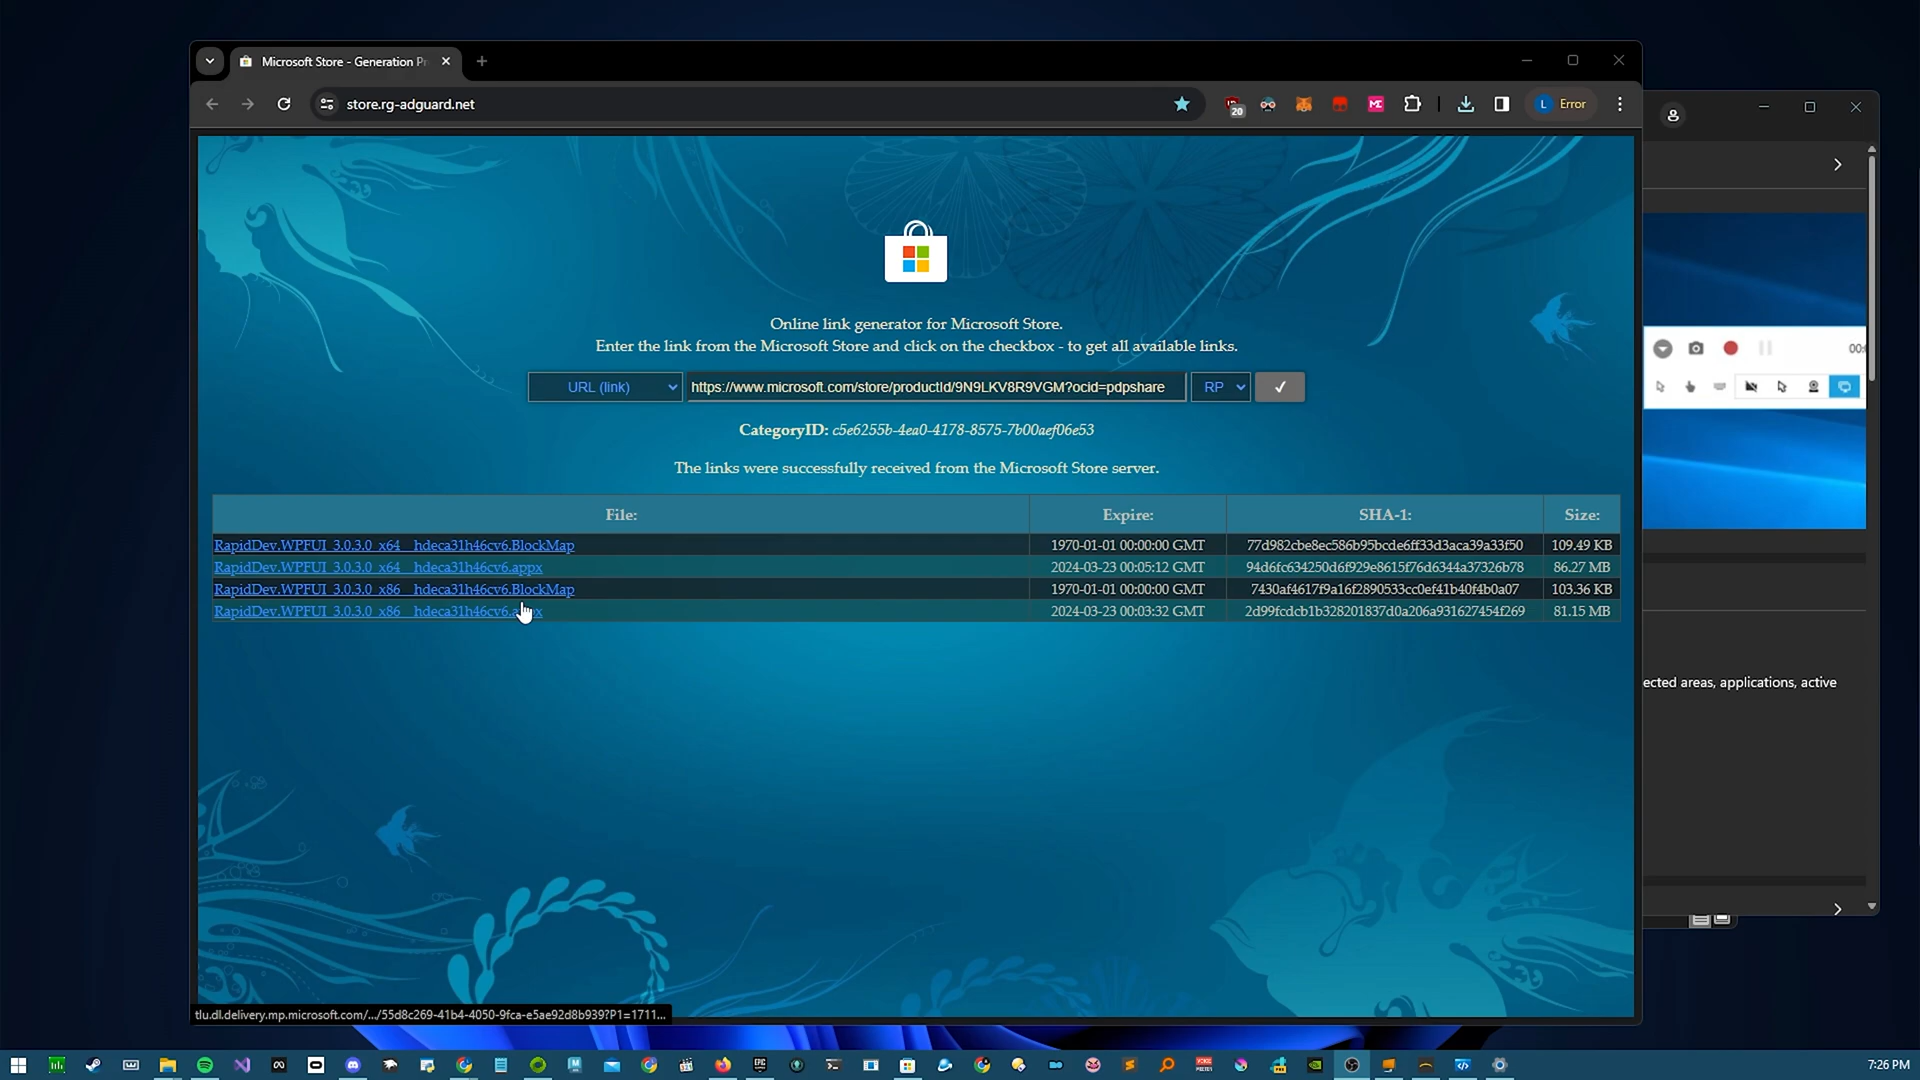 Microsoft Store - Generation Pr
store.rg-adguard.net
20
L Error
Online link generator for Microsoft Store.
Enter the link from the Microsoft Store and click on the checkbox - to get all available links.
URL (link) https://www.microsoft.com/store/productId/9N9LKV8R9VGM?ocid=pdpshare RP ✓
CategoryID: c5e6255b-4ea0-4178-8575-7b00aef06e53
The links were successfully received from the Microsoft Store server.
File: Expire: SHA-1: Size:
RapidDev.WPFUI_3.0.3.0_x64__hdeca31h46cv6.BlockMap 1970-01-01 00:00:00 GMT 77d982cbe8ec586b95bcde6ff33d3aca39a33f50 109.49 KB
RapidDev.WPFUI_3.0.3.0_x64__hdeca31h46cv6.appx 2024-03-23 00:05:12 GMT 94d6fc634250d6f929e8615f76d6344a37326b78 86.27 MB
RapidDev.WPFUI_3.0.3.0_x86__hdeca31h46cv6.BlockMap 1970-01-01 00:00:00 GMT 7430af4617f9a16f2890533cc0ef41b40f4b0a07 103.36 KB
RapidDev.WPFUI_3.0.3.0_x86__hdeca31h46cv6.appx 2024-03-23 00:03:32 GMT 2d99fcdcb1b328201837d0a206a931627454f269 81.15 MB
ected areas, applications, active
tlu.dl.delivery.mp.microsoft.com/.../55d8c269-41b4-4050-9fca-e5ae92d8b939?P1=1711...
7:26 PM